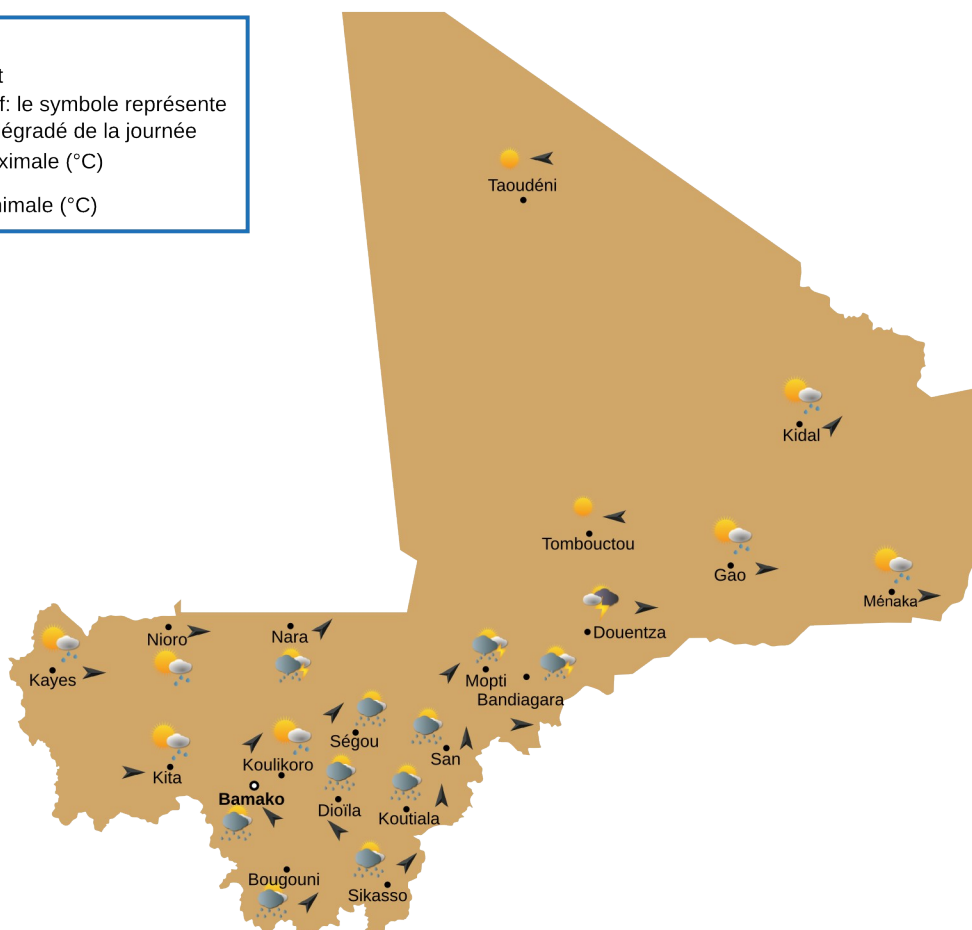 t
f: le symbole représente
égradé de la journée
ximale (°C)
nimale (°C)
Taoudéni
Kidal
Tombouctou
Gao
Ménaka
Nioro
Nara
Douentza
Kayes
Mopti
Bandiagara
Ségou
San
Koulikoro
Kita
Bamako
Dioïla
Koutiala
Bougouni
Sikasso